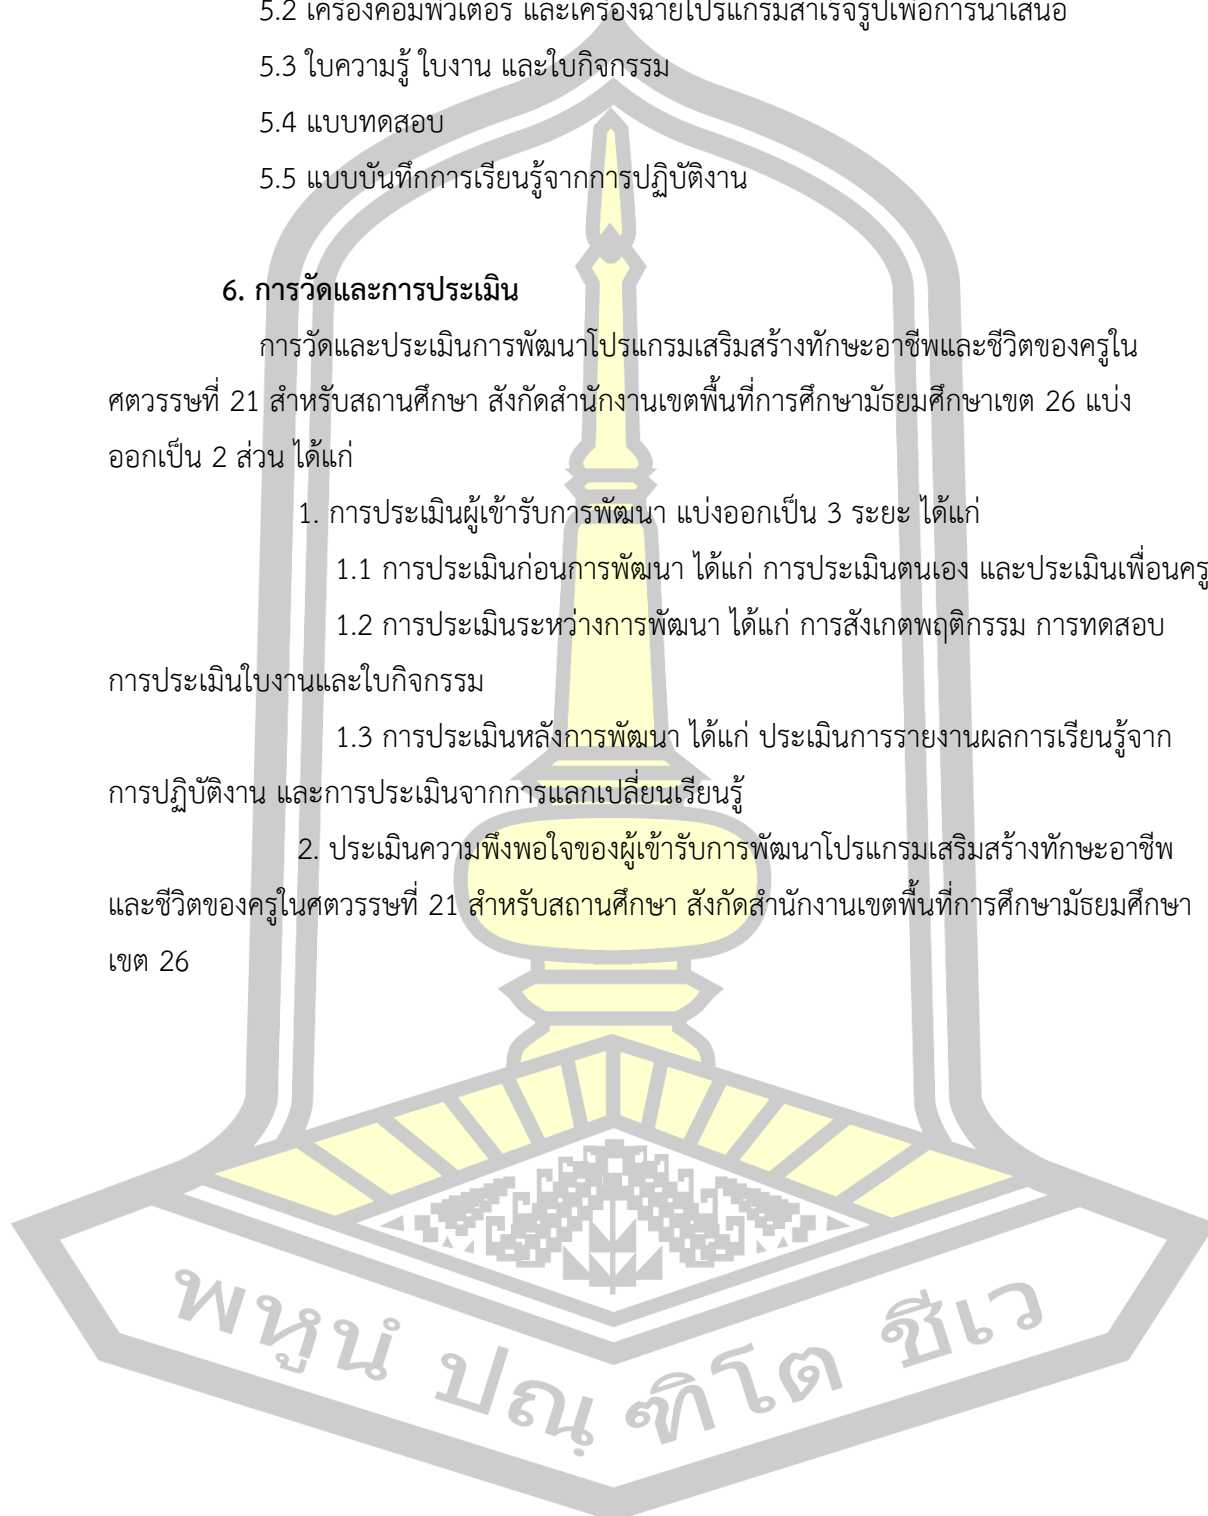 5.2 เครื่องคอมพิวเตอร์ และเครื่องฉายโปรแกรมสำเร็จรูปเพื่อการนำเสนอ
5.3 ใบความรู้ ใบงาน และใบกิจกรรม
5.4 แบบทดสอบ
5.5 แบบบันทึกการเรียนรู้จากการปฏิบัติงาน
6. การวัดและการประเมิน
การวัดและประเมินการพัฒนาโปรแกรมเสริมสร้างทักษะอาชีพและชีวิตของครูใน
ศตวรรษที่ 21 สำหรับสถานศึกษา สังกัดสำนักงานเขตพื้นที่การศึกษามัธยมศึกษาเขต 26 แบ่ง
ออกเป็น 2 ส่วน ได้แก่
1. การประเมินผู้เข้ารับการพัฒนา แบ่งออกเป็น 3 ระยะ ได้แก่
1.1 การประเมินก่อนการพัฒนา ได้แก่ การประเมินตนเอง และประเมินเพื่อนครู
1.2 การประเมินระหว่างการพัฒนา ได้แก่ การสังเกตพฤติกรรม การทดสอบ
การประเมินใบงานและใบกิจกรรม
1.3 การประเมินหลังการพัฒนา ได้แก่ ประเมินการรายงานผลการเรียนรู้จาก
การปฏิบัติงาน และการประเมินจากการแลกเปลี่ยนเรียนรู้
2. ประเมินความพึงพอใจของผู้เข้ารับการพัฒนาโปรแกรมเสริมสร้างทักษะอาชีพ
และชีวิตของครูในศตวรรษที่ 21 สำหรับสถานศึกษา สังกัดสำนักงานเขตพื้นที่การศึกษามัธยมศึกษา
เขต 26
พหูนํ ปณฺฑิโต ชีเว